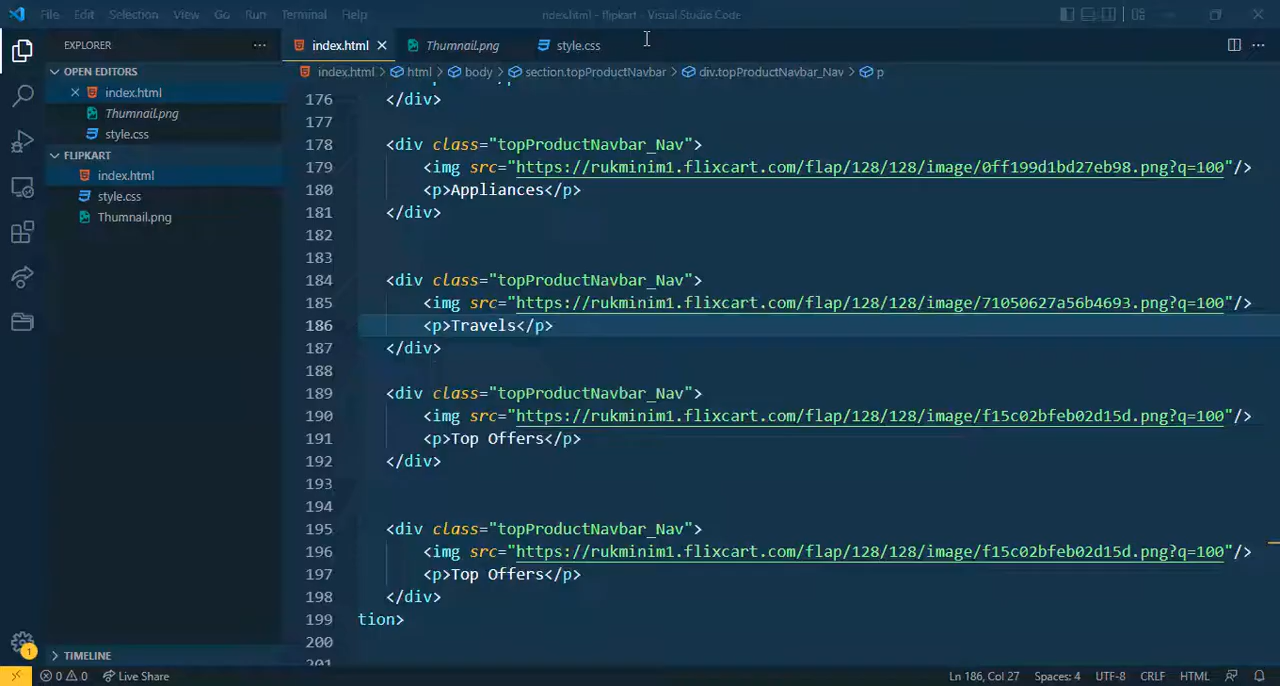 File Edit Selection View Go Run Terminal Help index.html - flipkart - Visual Studio Code
EXPLORER
OPEN EDITORS
index.html
Thumnail.png
style.css
FLIPKART
index.html
style.css
Thumnail.png
TIMELINE
index.html Thumnail.png style.css
index.html > html > body > section.topProductNavbar > div.topProductNavbar_Nav > p
176 </div>
177
178 <div class="topProductNavbar_Nav">
179 <img src="https://rukminim1.flixcart.com/flap/128/128/image/0ff199d1bd27eb98.png?q=100"/>
180 <p>Appliances</p>
181 </div>
182
183
184 <div class="topProductNavbar_Nav">
185 <img src="https://rukminim1.flixcart.com/flap/128/128/image/71050627a56b4693.png?q=100"/>
186 <p>Travels</p>
187 </div>
188
189 <div class="topProductNavbar_Nav">
190 <img src="https://rukminim1.flixcart.com/flap/128/128/image/f15c02bfeb02d15d.png?q=100"/>
191 <p>Top Offers</p>
192 </div>
193
194
195 <div class="topProductNavbar_Nav">
196 <img src="https://rukminim1.flixcart.com/flap/128/128/image/f15c02bfeb02d15d.png?q=100"/>
197 <p>Top Offers</p>
198 </div>
199 tion>
200
201
1
0 0 Live Share Ln 186, Col 27 Spaces: 4 UTF-8 CRLF HTML